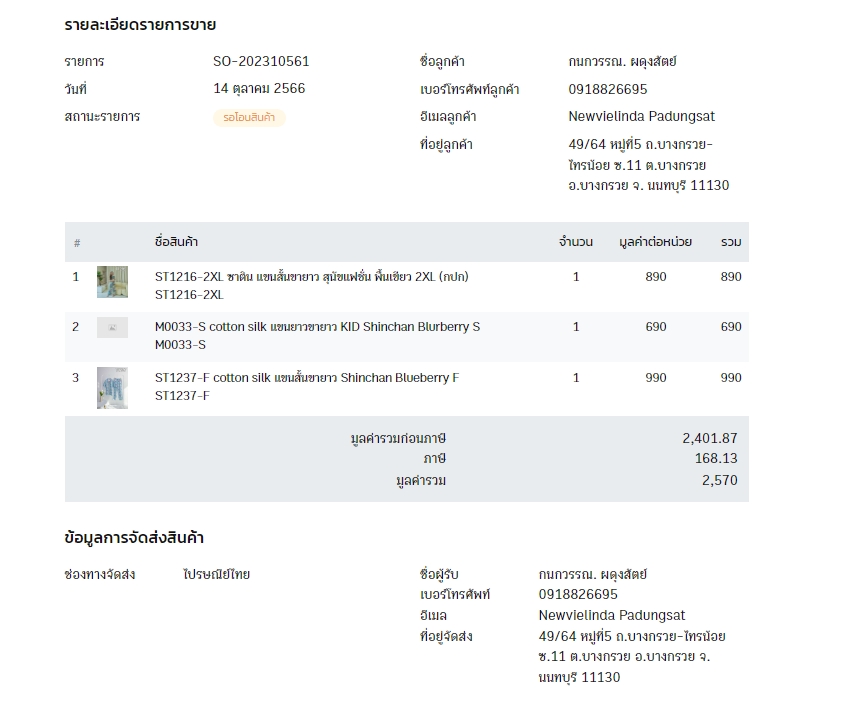 รายละเอียดรายการขาย
รายการ SO-202310561
วันที่ 14 ตุลาคม 2566
สถานะรายการ รอโอนสินค้า
ชื่อลูกค้า กนกวรรณ. ผดุงสัตย์
เบอร์โทรศัพท์ลูกค้า 0918826695
อีเมลลูกค้า Newvielinda Padungsat
ที่อยู่ลูกค้า 49/64 หมู่ที่5 ถ.บางกรวย-
ไทรน้อย ซ.11 ต.บางกรวย
อ.บางกรวย จ. นนทบุรี 11130
# ชื่อสินค้า จำนวน มูลค่าต่อหน่วย รวม
1 ST1216-2XL ซาติน แขนสั้นขายาว สุนัขแฟชั่น พื้นเขียว 2XL (กปก) 1 890 890
ST1216-2XL
2 M0033-S cotton silk แขนยาวขายาว KID Shinchan Blurberry S 1 690 690
M0033-S
3 ST1237-F cotton silk แขนสั้นขายาว Shinchan Blueberry F 1 990 990
ST1237-F
มูลค่ารวมก่อนภาษี 2,401.87
ภาษี 168.13
มูลค่ารวม 2,570
ข้อมูลการจัดส่งสินค้า
ช่องทางจัดส่ง ไปรษณีย์ไทย
ชื่อผู้รับ กนกวรรณ. ผดุงสัตย์
เบอร์โทรศัพท์ 0918826695
อีเมล Newvielinda Padungsat
ที่อยู่จัดส่ง 49/64 หมู่ที่5 ถ.บางกรวย-ไทรน้อย
ซ.11 ต.บางกรวย อ.บางกรวย จ.
นนทบุรี 11130